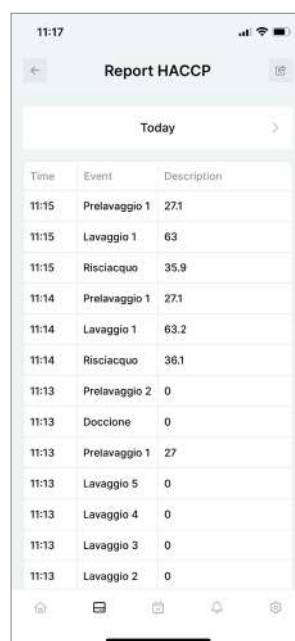 11:17
Report HACCP
Today
Time Event Description
11:15 Prelavaggio 1 27.1
11:15 Lavaggio 1 63
11:15 Risciacquo 35.9
11:14 Prelavaggio 1 27.1
11:14 Lavaggio 1 63.2
11:14 Risciacquo 36.1
11:13 Prelavaggio 2 0
11:13 Doccione 0
11:13 Prelavaggio 1 27
11:13 Lavaggio 5 0
11:13 Lavaggio 4 0
11:13 Lavaggio 3 0
11:13 Lavaggio 2 0